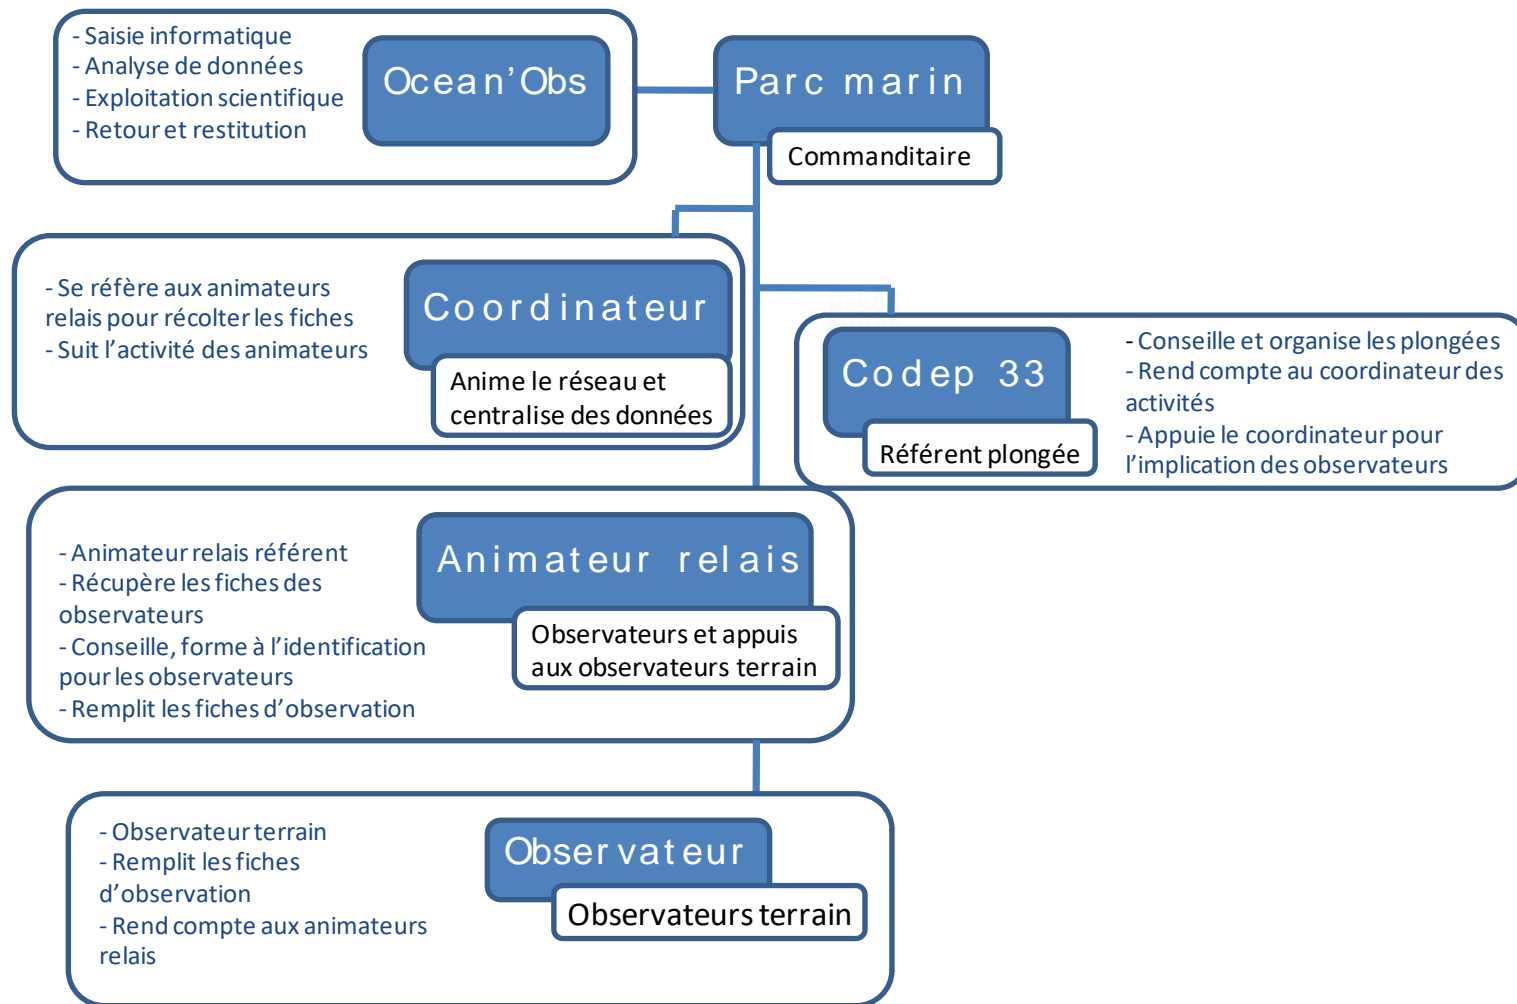 - Saisie informatique
- Analyse de données
- Exploitation scientifique
- Retour et restitution
Ocean'Obs
Parc marin
Commanditaire
- Se réfère aux animateurs
relais pour récolter les fiches
- Suit l'activité des animateurs
Coordinateur
Anime le réseau et
centralise des données
Codep 33
Référent plongée
- Conseille et organise les plongées
- Rend compte au coordinateur des
activités
- Appuie le coordinateur pour
l'implication des observateurs
- Animateur relais référent
- Récupère les fiches des
observateurs
- Conseille, forme à l'identification
pour les observateurs
- Remplit les fiches d'observation
Animateur relais
Observateurs et appuis
aux observateurs terrain
- Observateur terrain
- Remplit les fiches
d'observation
- Rend compte aux animateurs
relais
Observateur
Observateurs terrain